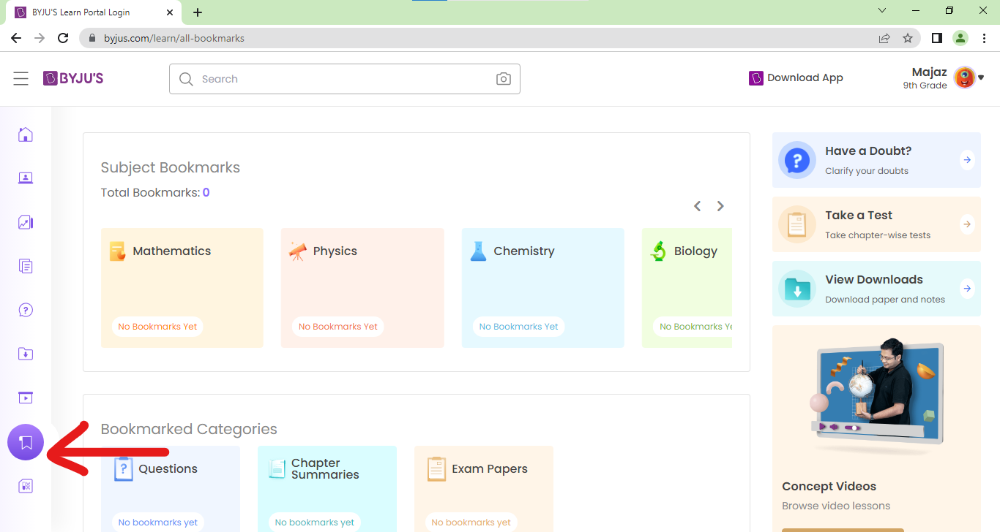 BYJU'S Learn Portal Login
byjus.com/learn/all-bookmarks
BYJU'S
Search
Download App
Majaz
9th Grade
Subject Bookmarks
Total Bookmarks: 0
Mathematics
No Bookmarks Yet
Physics
No Bookmarks Yet
Chemistry
No Bookmarks Yet
Biology
No Bookmarks Ye
Bookmarked Categories
Questions
No bookmarks yet
Chapter
Summaries
No bookmarks yet
Exam Papers
No bookmarks yet
Have a Doubt?
Clarify your doubts
Take a Test
Take chapter-wise tests
View Downloads
Download paper and notes
Concept Videos
Browse video lessons